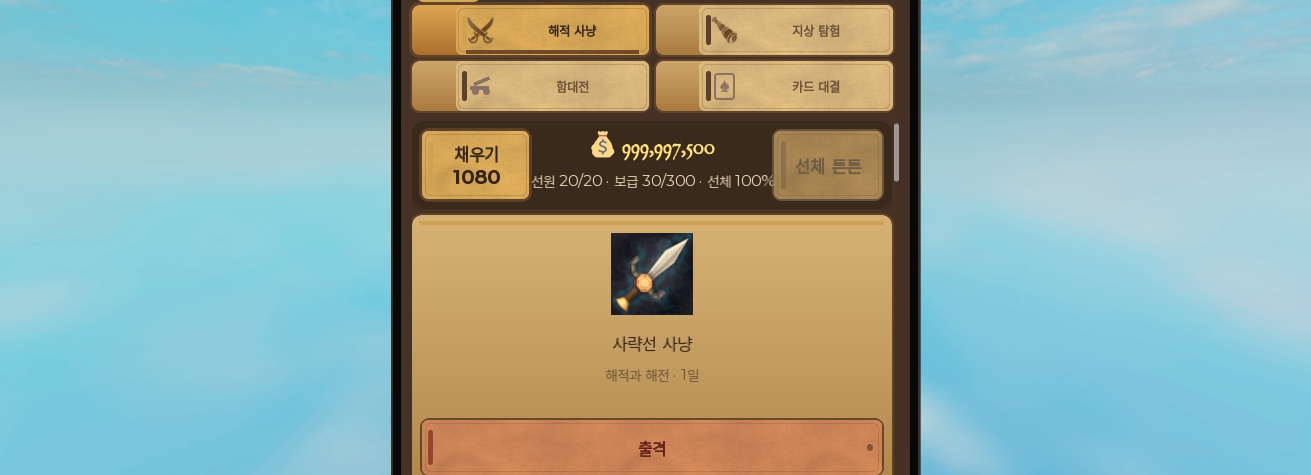 해적 사냥
지상 탐험
함대전
카드 대결
채우기
1080
999,997,500
선원 20/20 · 보급 30/300 · 선체 100%
선체 튼튼
사략선 사냥
해적과 해전 · 1일
출격